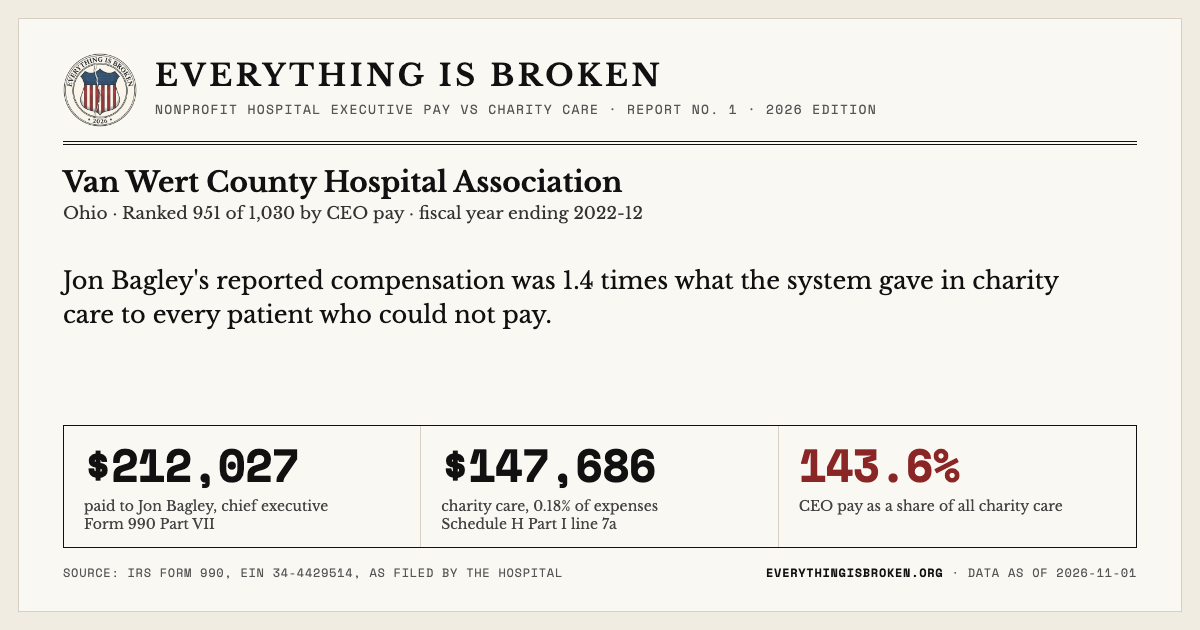 EVERYTHING IS BROKEN
· 2026 ·
EVERYTHING IS BROKEN
NONPROFIT HOSPITAL EXECUTIVE PAY VS CHARITY CARE · REPORT NO. 1 · 2026 EDITION
Van Wert County Hospital Association
Ohio · Ranked 951 of 1,030 by CEO pay · fiscal year ending 2022-12
Jon Bagley's reported compensation was 1.4 times what the system gave in charity
care to every patient who could not pay.
$212,027
paid to Jon Bagley, chief executive
Form 990 Part VII
$147,686
charity care, 0.18% of expenses
Schedule H Part I line 7a
143.6%
CEO pay as a share of all charity care
SOURCE: IRS FORM 990, EIN 34-4429514, AS FILED BY THE HOSPITAL
EVERYTHINGISBROKEN.ORG · DATA AS OF 2026-11-01